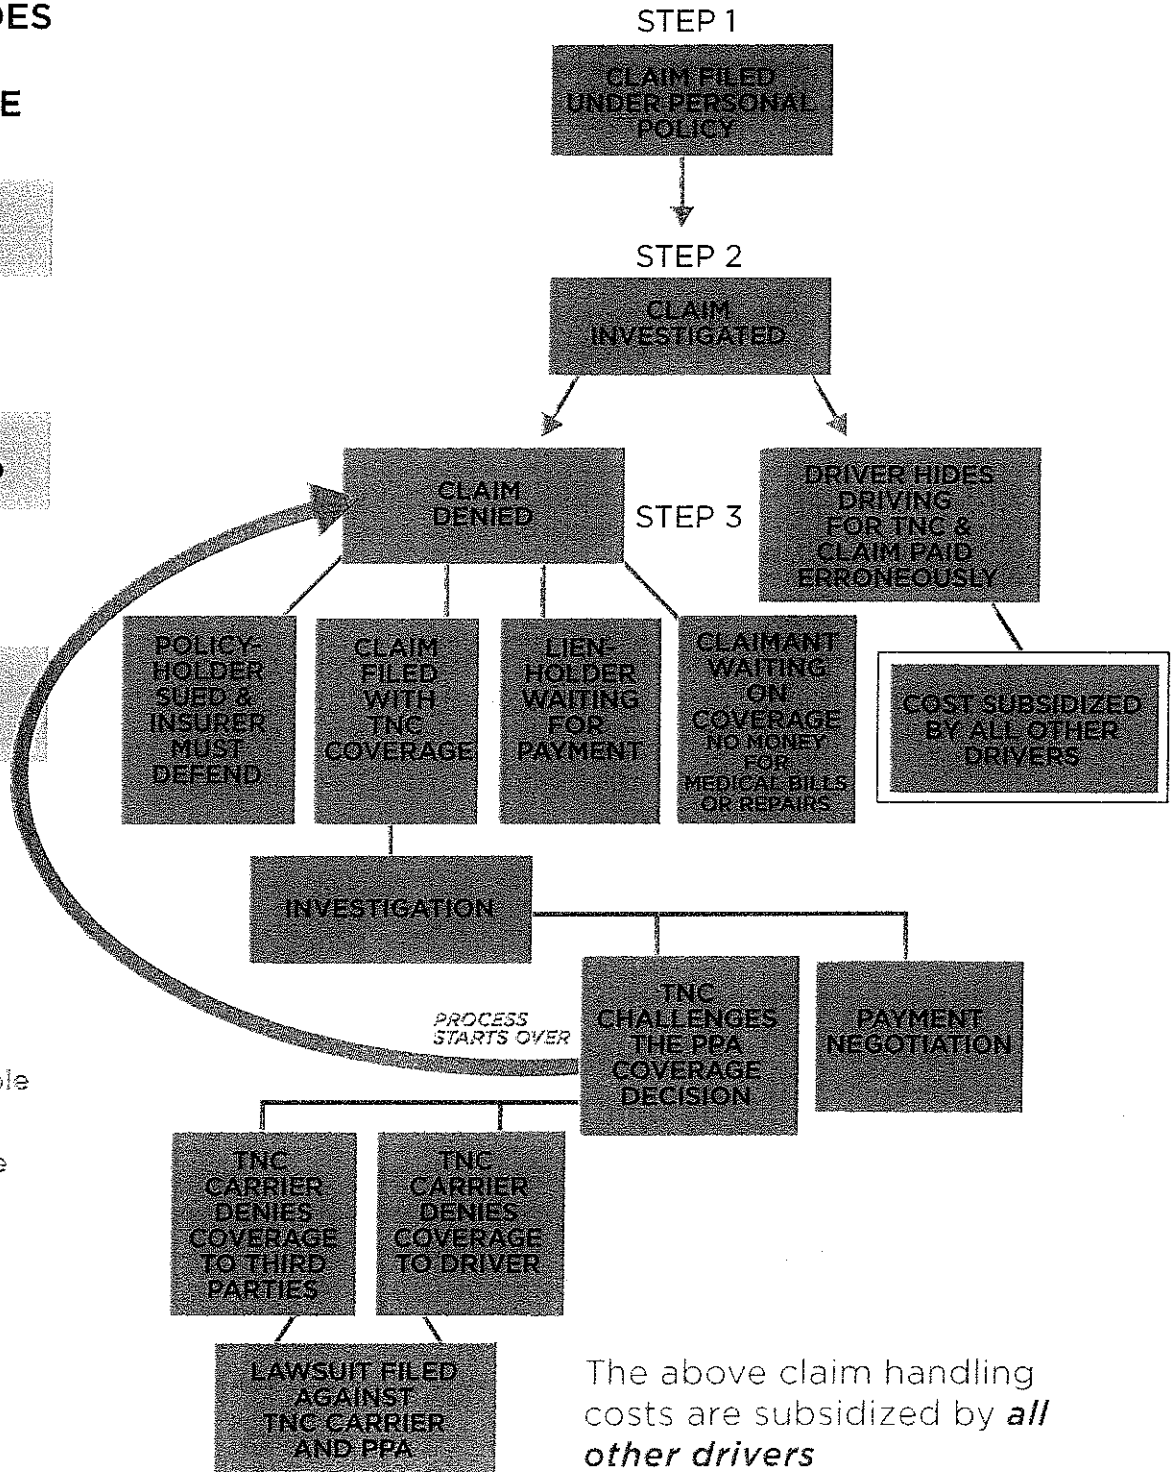 DES
E
STEP 1
CLAIM FILED
UNDER PERSONAL
POLICY
STEP 2
CLAIM
INVESTIGATED
CLAIM
DENIED
STEP 3
DRIVER HIDES
DRIVING
FOR TNC &
CLAIM PAID
ERRONEOUSLY
POLICY-
HOLDER
SUED &
INSURER
MUST
DEFEND
CLAIM
FILED
WITH
TNC
COVERAGE
LIEN-
HOLDER
WAITING
FOR
PAYMENT
CLAIMANT
WAITING
ON
COVERAGE
NO MONEY
FOR
MEDICAL BILLS
OR REPAIRS
COST SUBSIDIZED
BY ALL OTHER
DRIVERS
INVESTIGATION
PROCESS
STARTS OVER
TNC
CHALLENGES
THE PPA
COVERAGE
DECISION
PAYMENT
NEGOTIATION
ole
e
TNC
CARRIER
DENIES
COVERAGE
TO THIRD
PARTIES
TNC
CARRIER
DENIES
COVERAGE
TO DRIVER
LAWSUIT FILED
AGAINST
TNC CARRIER
AND PPA
The above claim handling
costs are subsidized by all
other drivers